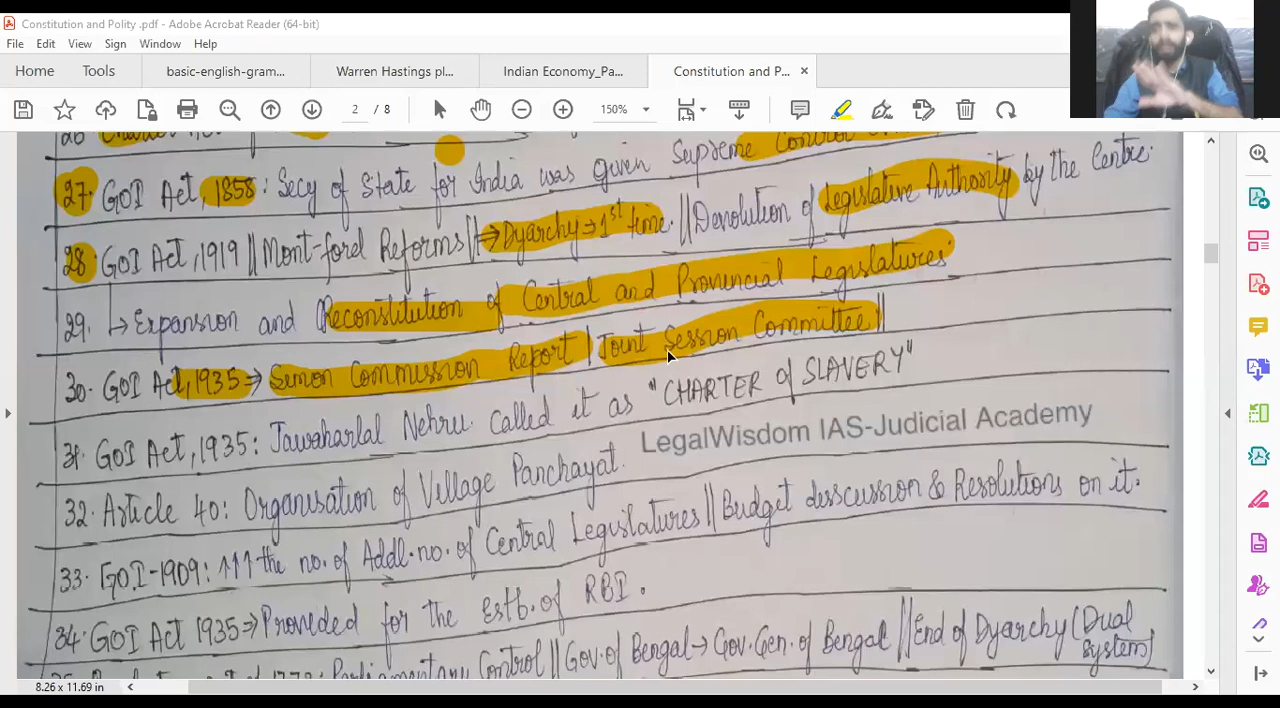 Constitution and Polity .pdf - Adobe Acrobat Reader (64-bit)
File Edit View Sign Window Help
Home Tools basic-english-gram... Warren Hastings pl... Indian Economy_Pa... Constitution and P... ×
2 / 8 150%
27. GOI Act, 1858: Secy of State for India was given Supreme Control
28. GOI Act, 1919 || Mont-ford Reforms || ⇒ Dyarchy → 1st time. || Devolution of Legislative Authority by the Centre.
29. ↳ Expansion and Reconstitution of Central and Provincial Legislatures.
30. GOI Act, 1935 ⇒ Simon Commission Report | Joint Session Committee ||
31. GOI Act, 1935: Jawaharlal Nehru called it as "CHARTER of SLAVERY"
LegalWisdom IAS-Judicial Academy
32. Article 40: Organisation of Village Panchayat.
33. G.O.I-1909: ↑↑↑ the no. of Addl. no. of Central Legislatures || Budget desscussion & Resolutions on it.
34. GOI Act 1935 ⇒ Provided for the Estb. of RBI.
Parliamentary Control || Gov. of Bengal → Gov. Gen. of Bengal || End of Dyarchy (Dual System)
8.26 x 11.69 in